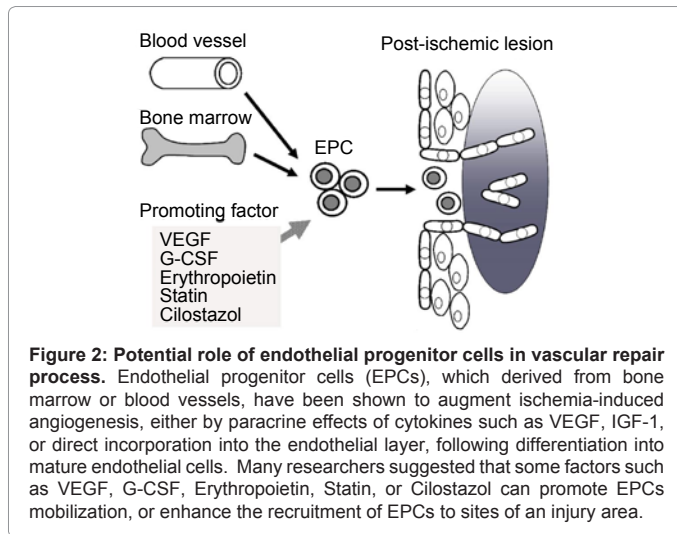 Blood vessel
Post-ischemic lesion
Bone marrow
EPC
Promoting factor
VEGF
G-CSF
Erythropoietin
Statin
Cilostazol
Figure 2: Potential role of endothelial progenitor cells in vascular repair
process. Endothelial progenitor cells (EPCs), which derived from bone
marrow or blood vessels, have been shown to augment ischemia-induced
angiogenesis, either by paracrine effects of cytokines such as VEGF, IGF-1,
or direct incorporation into the endothelial layer, following differentiation into
mature endothelial cells. Many researchers suggested that some factors such
as VEGF, G-CSF, Erythropoietin, Statin, or Cilostazol can promote EPCs
mobilization, or enhance the recruitment of EPCs to sites of an injury area.